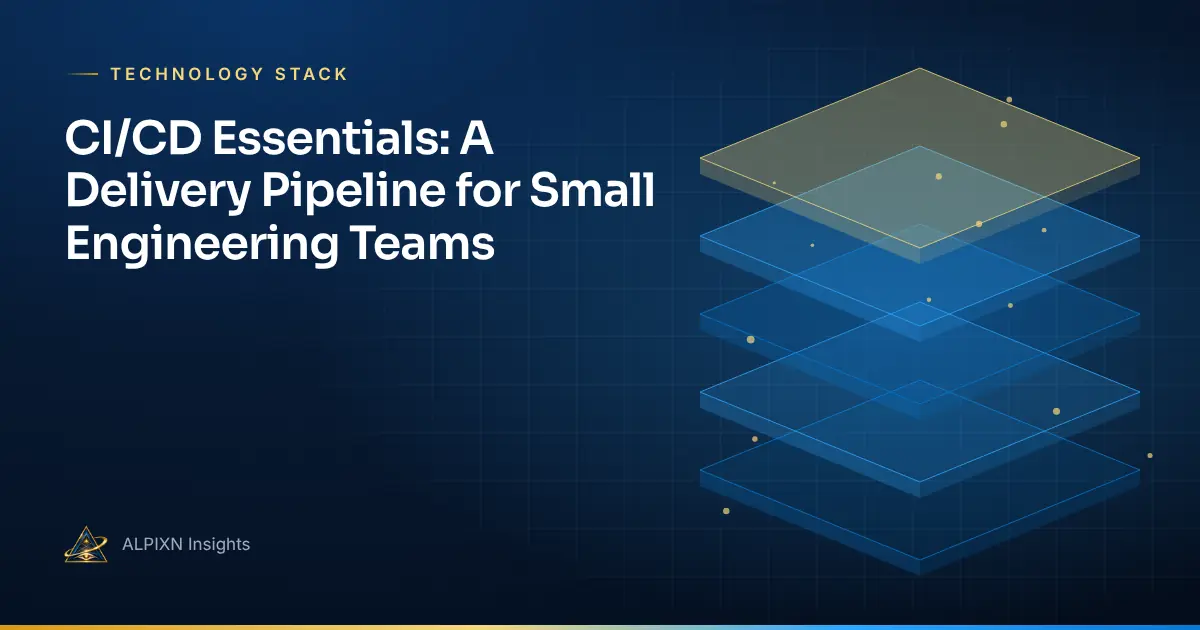 TECHNOLOGY STACK
CI/CD Essentials: A
Delivery Pipeline for Small
Engineering Teams
ALPIXN Insights